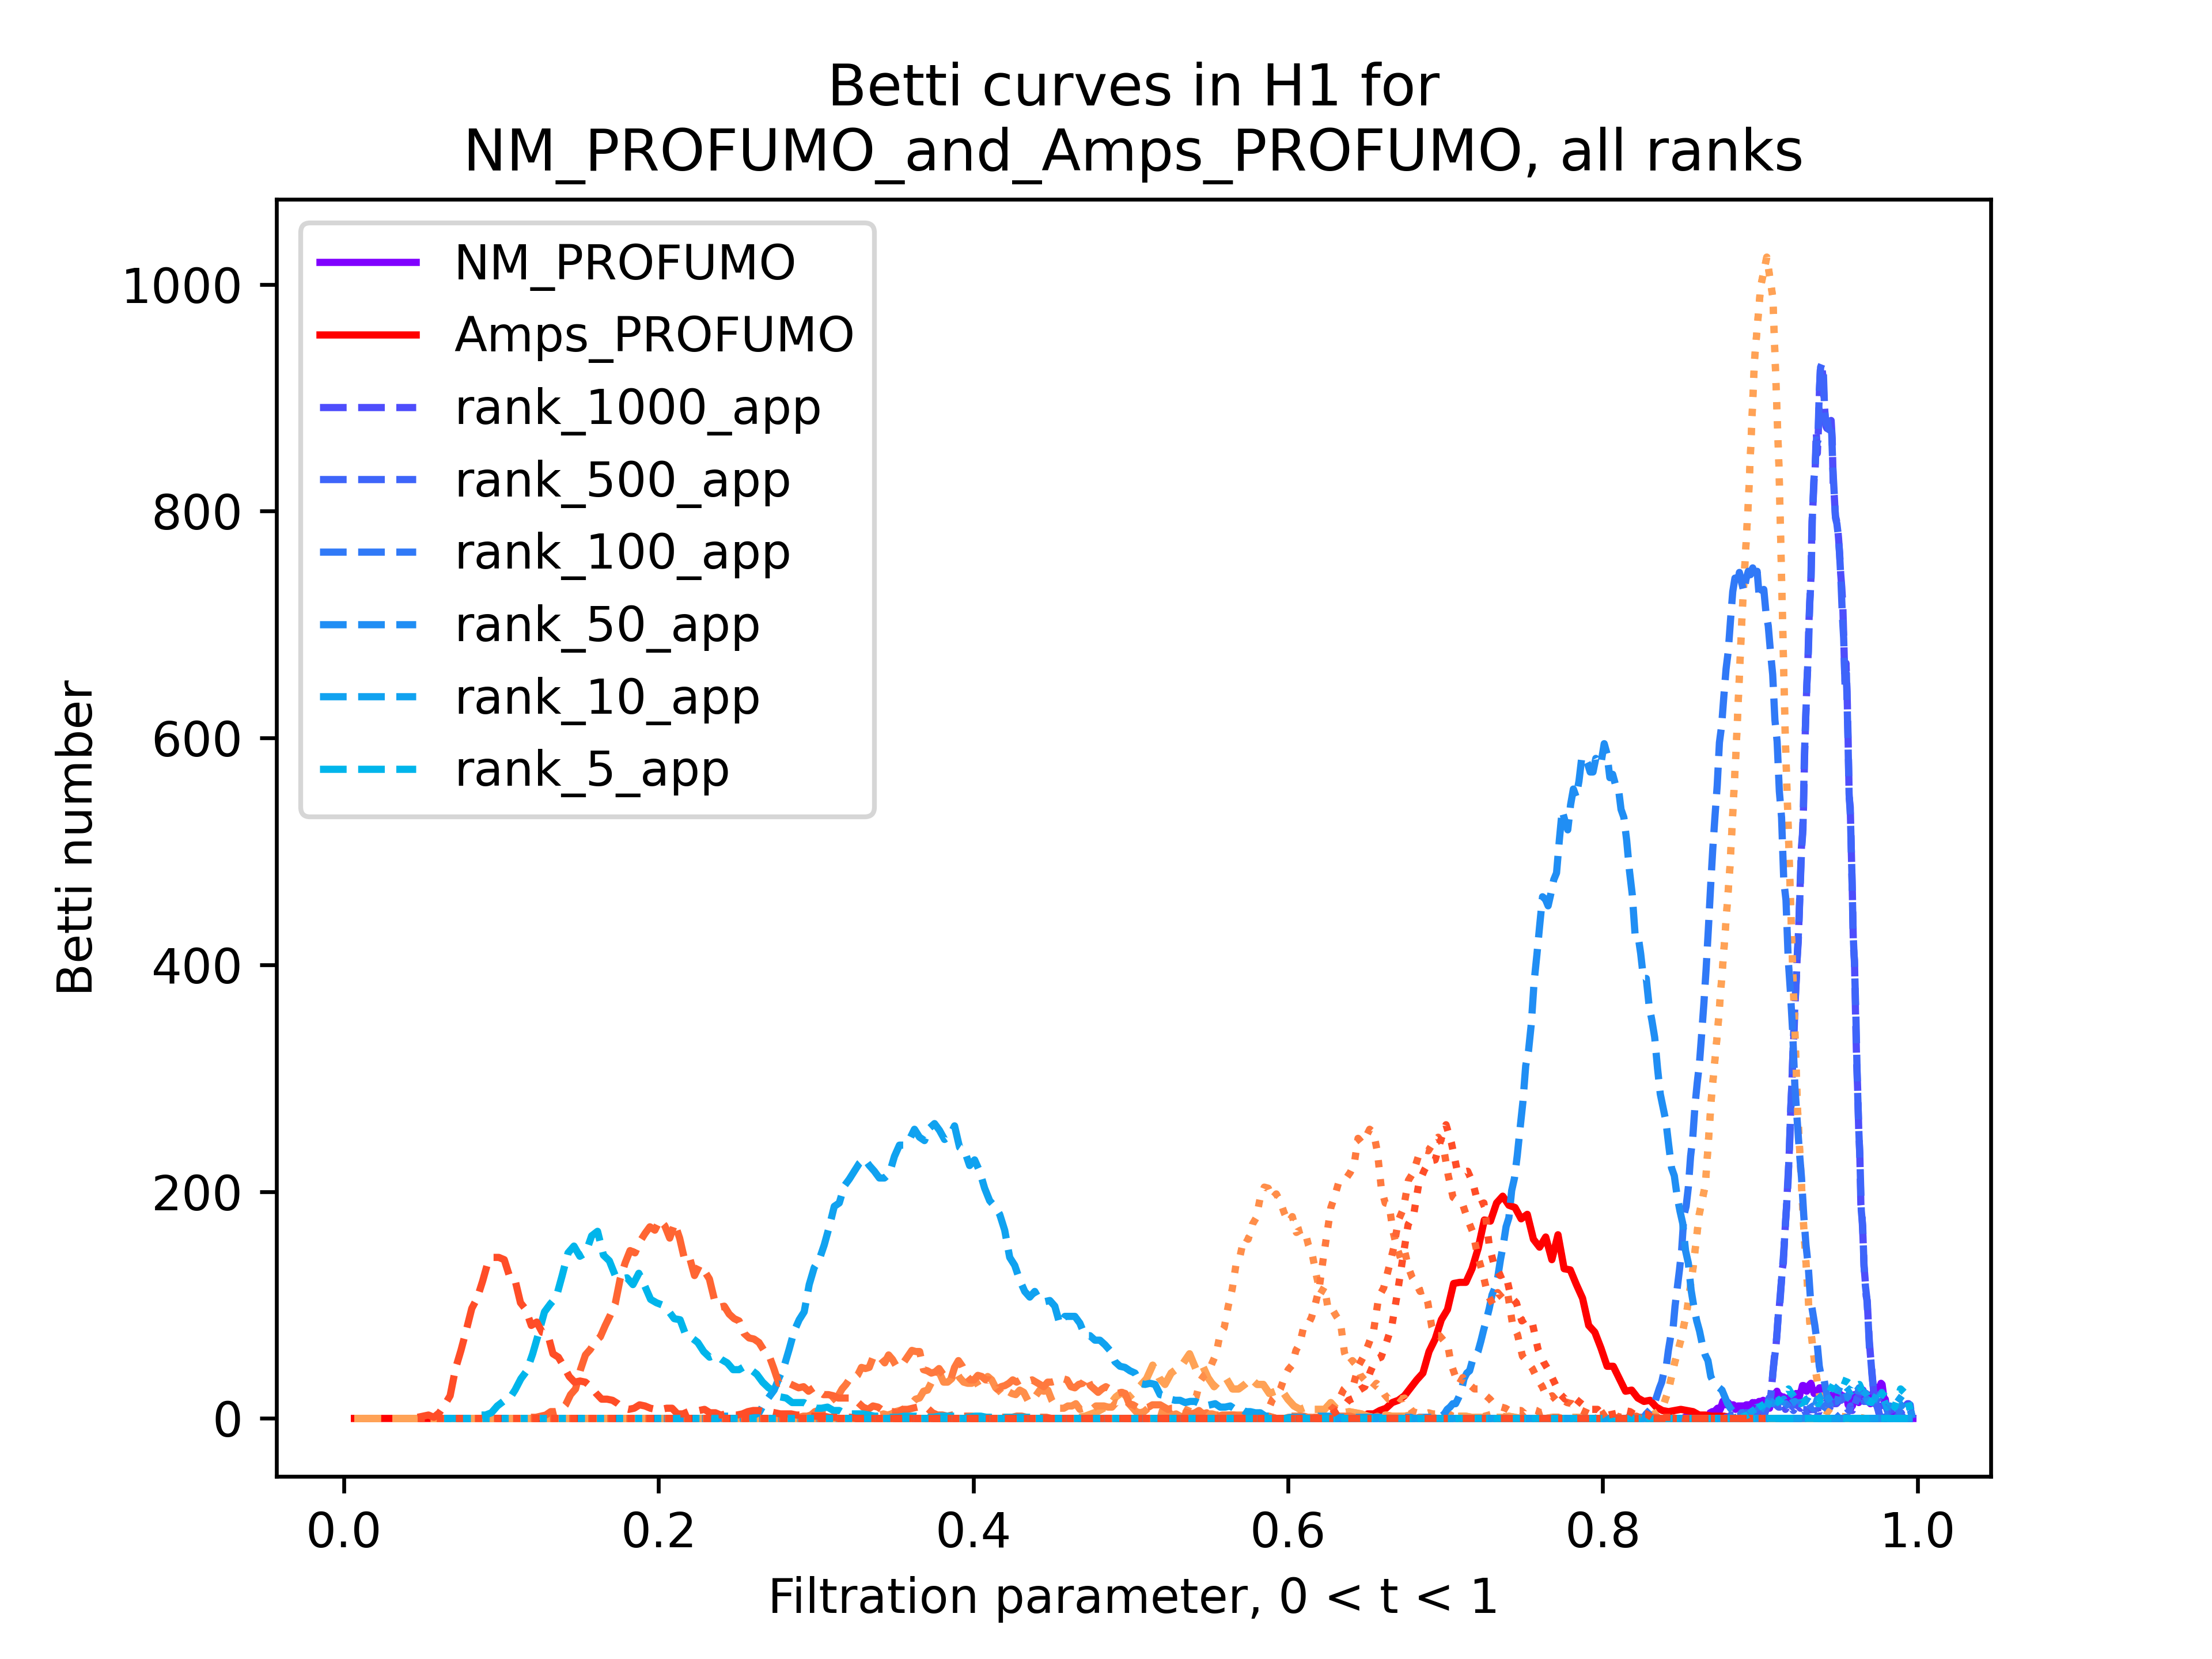 Betti curves in H1 for
NM_PROFUMO_and_Amps_PROFUMO, all ranks
NM_PROFUMO
Amps_PROFUMO
rank_1000_app
rank_500_app
rank_100_app
rank_50_app
rank_10_app
rank_5_app
1000
800
600
400
200
0
Betti number
0.0 0.2 0.4 0.6 0.8 1.0
Filtration parameter, 0 < t < 1